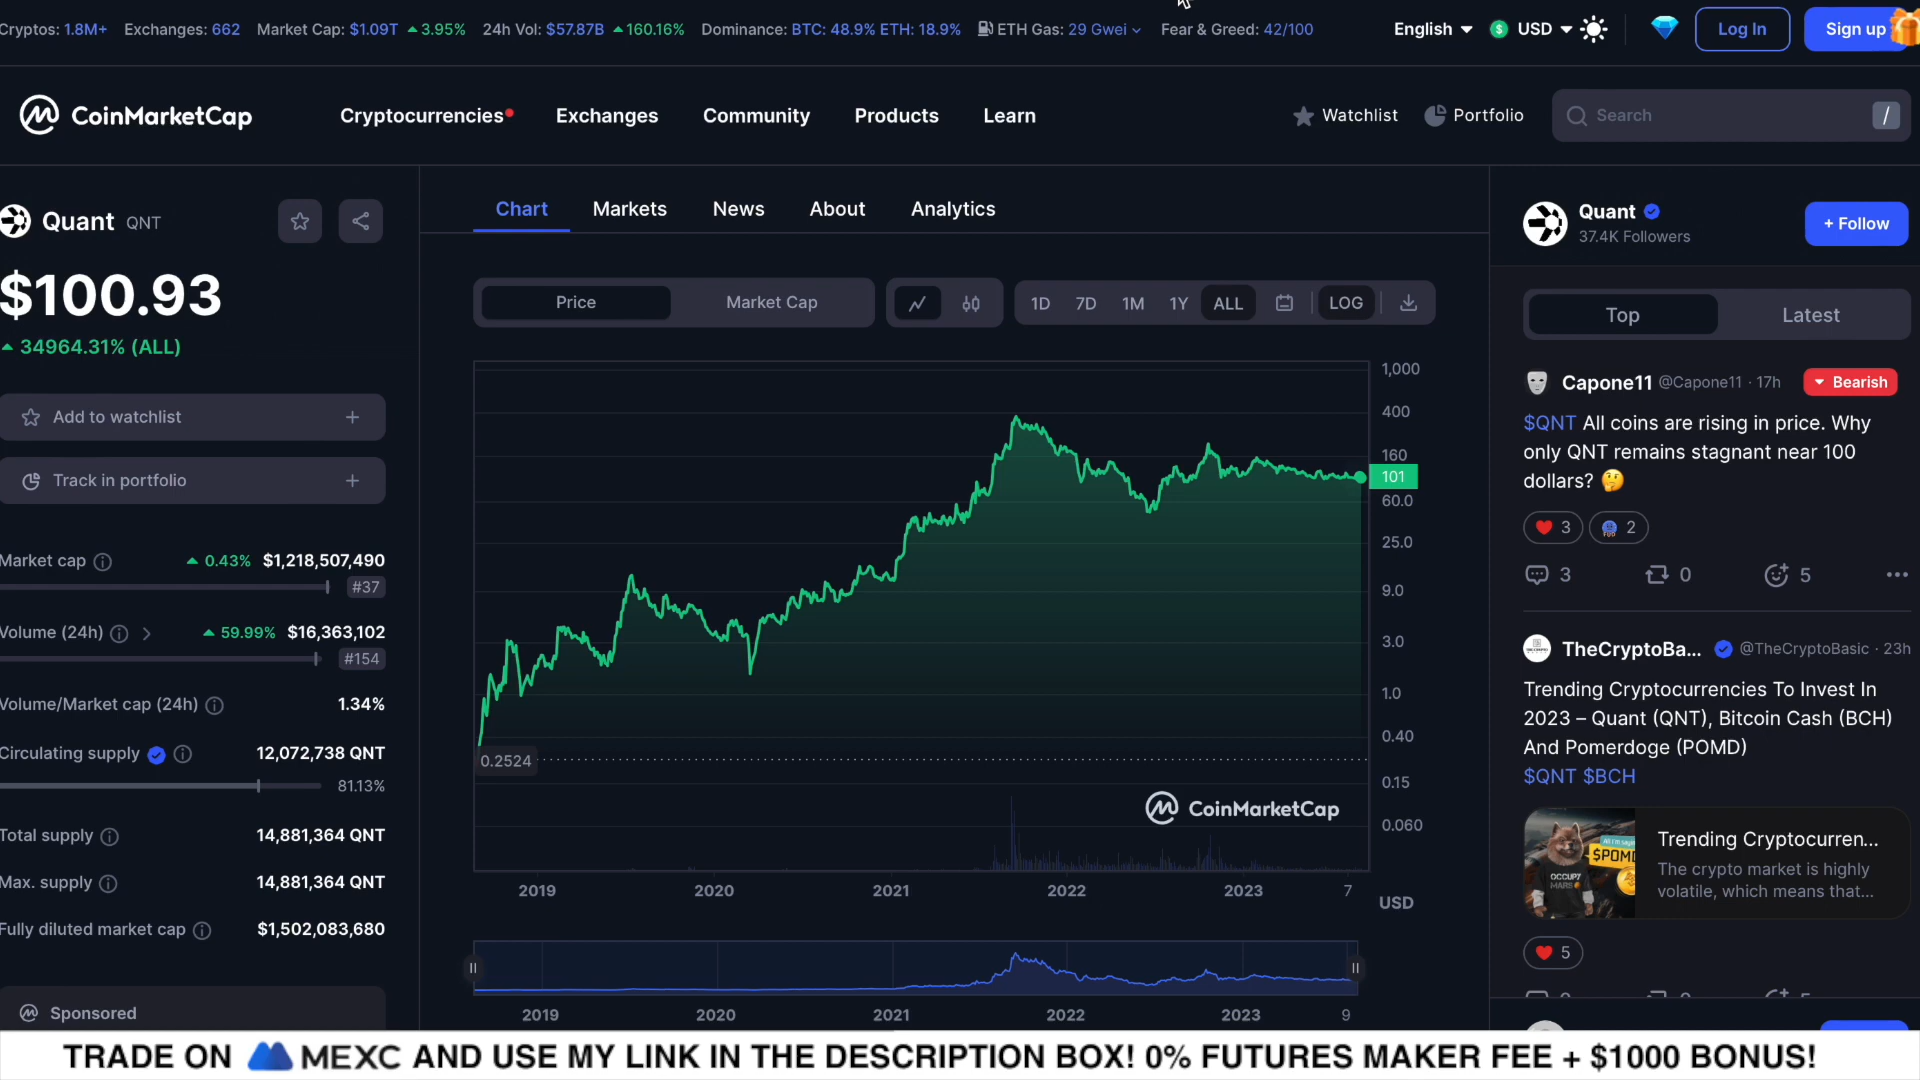 Cryptos: 1.8M+ Exchanges: 662 Market Cap: $1.09T 3.95% 24h Vol: $57.87B 160.16% Dominance: BTC: 48.9% ETH: 18.9% ETH Gas: 29 Gwei Fear & Greed: 42/100 English USD Log In Sign up
CoinMarketCap Cryptocurrencies Exchanges Community Products Learn Watchlist Portfolio Search /
Quant QNT
$100.93
34964.31% (ALL)
Add to watchlist +
Track in portfolio +
Market cap 0.43% $1,218,507,490
#37
Volume (24h) 59.99% $16,363,102
#154
Volume/Market cap (24h) 1.34%
Circulating supply 12,072,738 QNT
81.13%
Total supply 14,881,364 QNT
Max. supply 14,881,364 QNT
Fully diluted market cap $1,502,083,680
Sponsored
Chart Markets News About Analytics
Price Market Cap 1D 7D 1M 1Y ALL LOG
1,000
400
160
101
60.0
25.0
9.0
3.0
1.0
0.40
0.2524
0.15
CoinMarketCap
0.060
2019 2020 2021 2022 2023 7
USD
2019 2020 2021 2022 2023 9
Quant
37.4K Followers
+ Follow
Top Latest
Capone11 @Capone11 · 17h Bearish
$QNT All coins are rising in price. Why
only QNT remains stagnant near 100
dollars? 🤔
3 2
3 0 5
TheCryptoBa... @TheCryptoBasic · 23h
Trending Cryptocurrencies To Invest In
2023 – Quant (QNT), Bitcoin Cash (BCH)
And Pomerdoge (POMD)
$QNT $BCH
$POMD
OCCUPY
MARS
Trending Cryptocurren...
The crypto market is highly
volatile, which means that...
5
TRADE ON MEXC AND USE MY LINK IN THE DESCRIPTION BOX! 0% FUTURES MAKER FEE + $1000 BONUS!